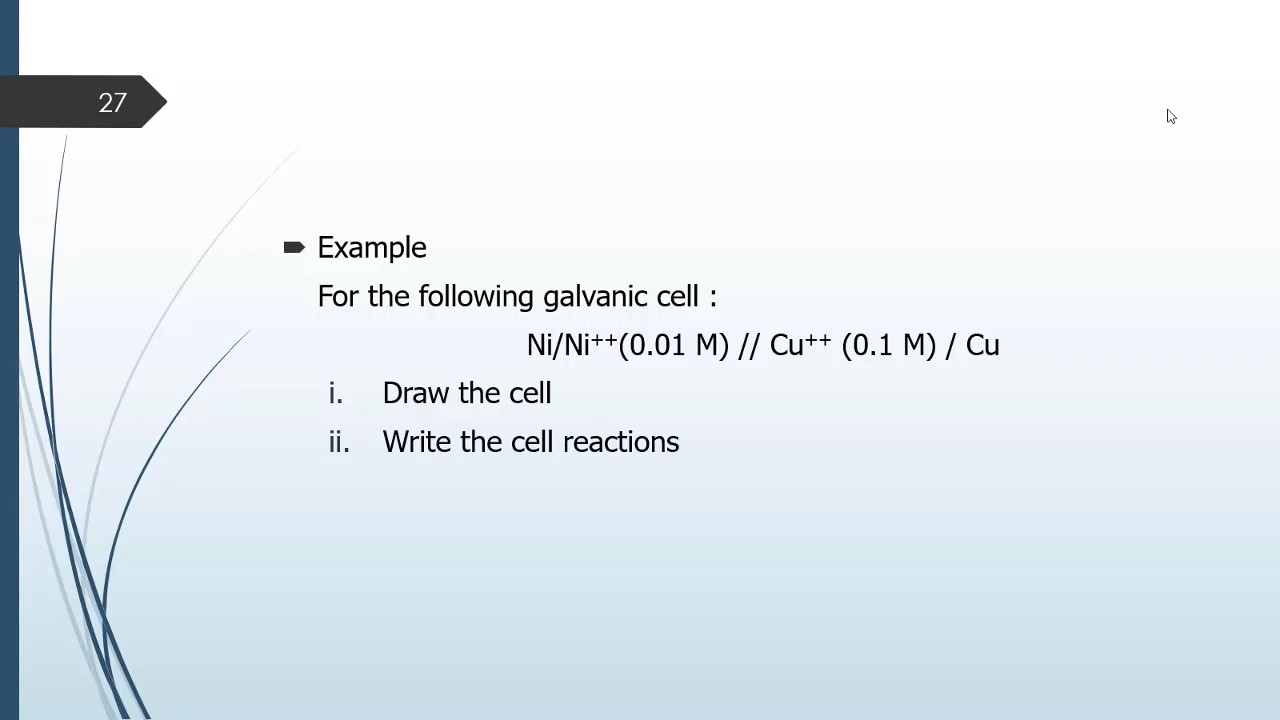 27
Example
For the following galvanic cell :
Ni/Ni⁺⁺(0.01 M) // Cu⁺⁺ (0.1 M) / Cu
i. Draw the cell
ii. Write the cell reactions